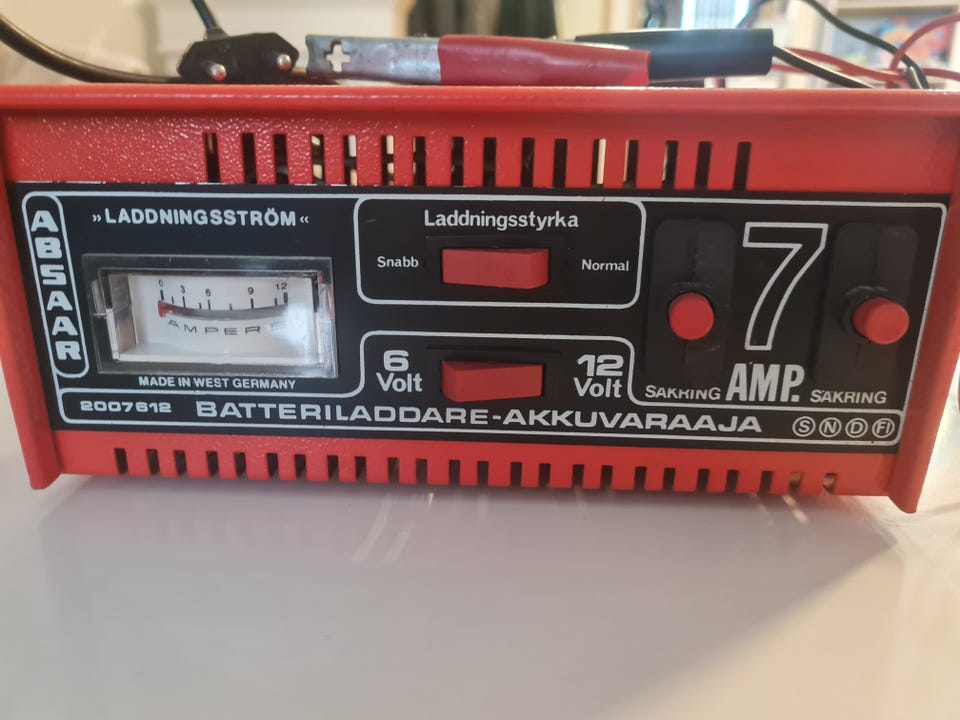 +
ABSAAR
»LADDNINGSSTRÖM«
0 3 6 9 12
AMPERE
MADE IN WEST GERMANY
Laddningsstyrka
Snabb Normal
6 Volt 12 Volt
7
AMP.
SÄKRING SÄKRING
2007612 BATTERILADDARE-AKKUVARAAJA S N D FI